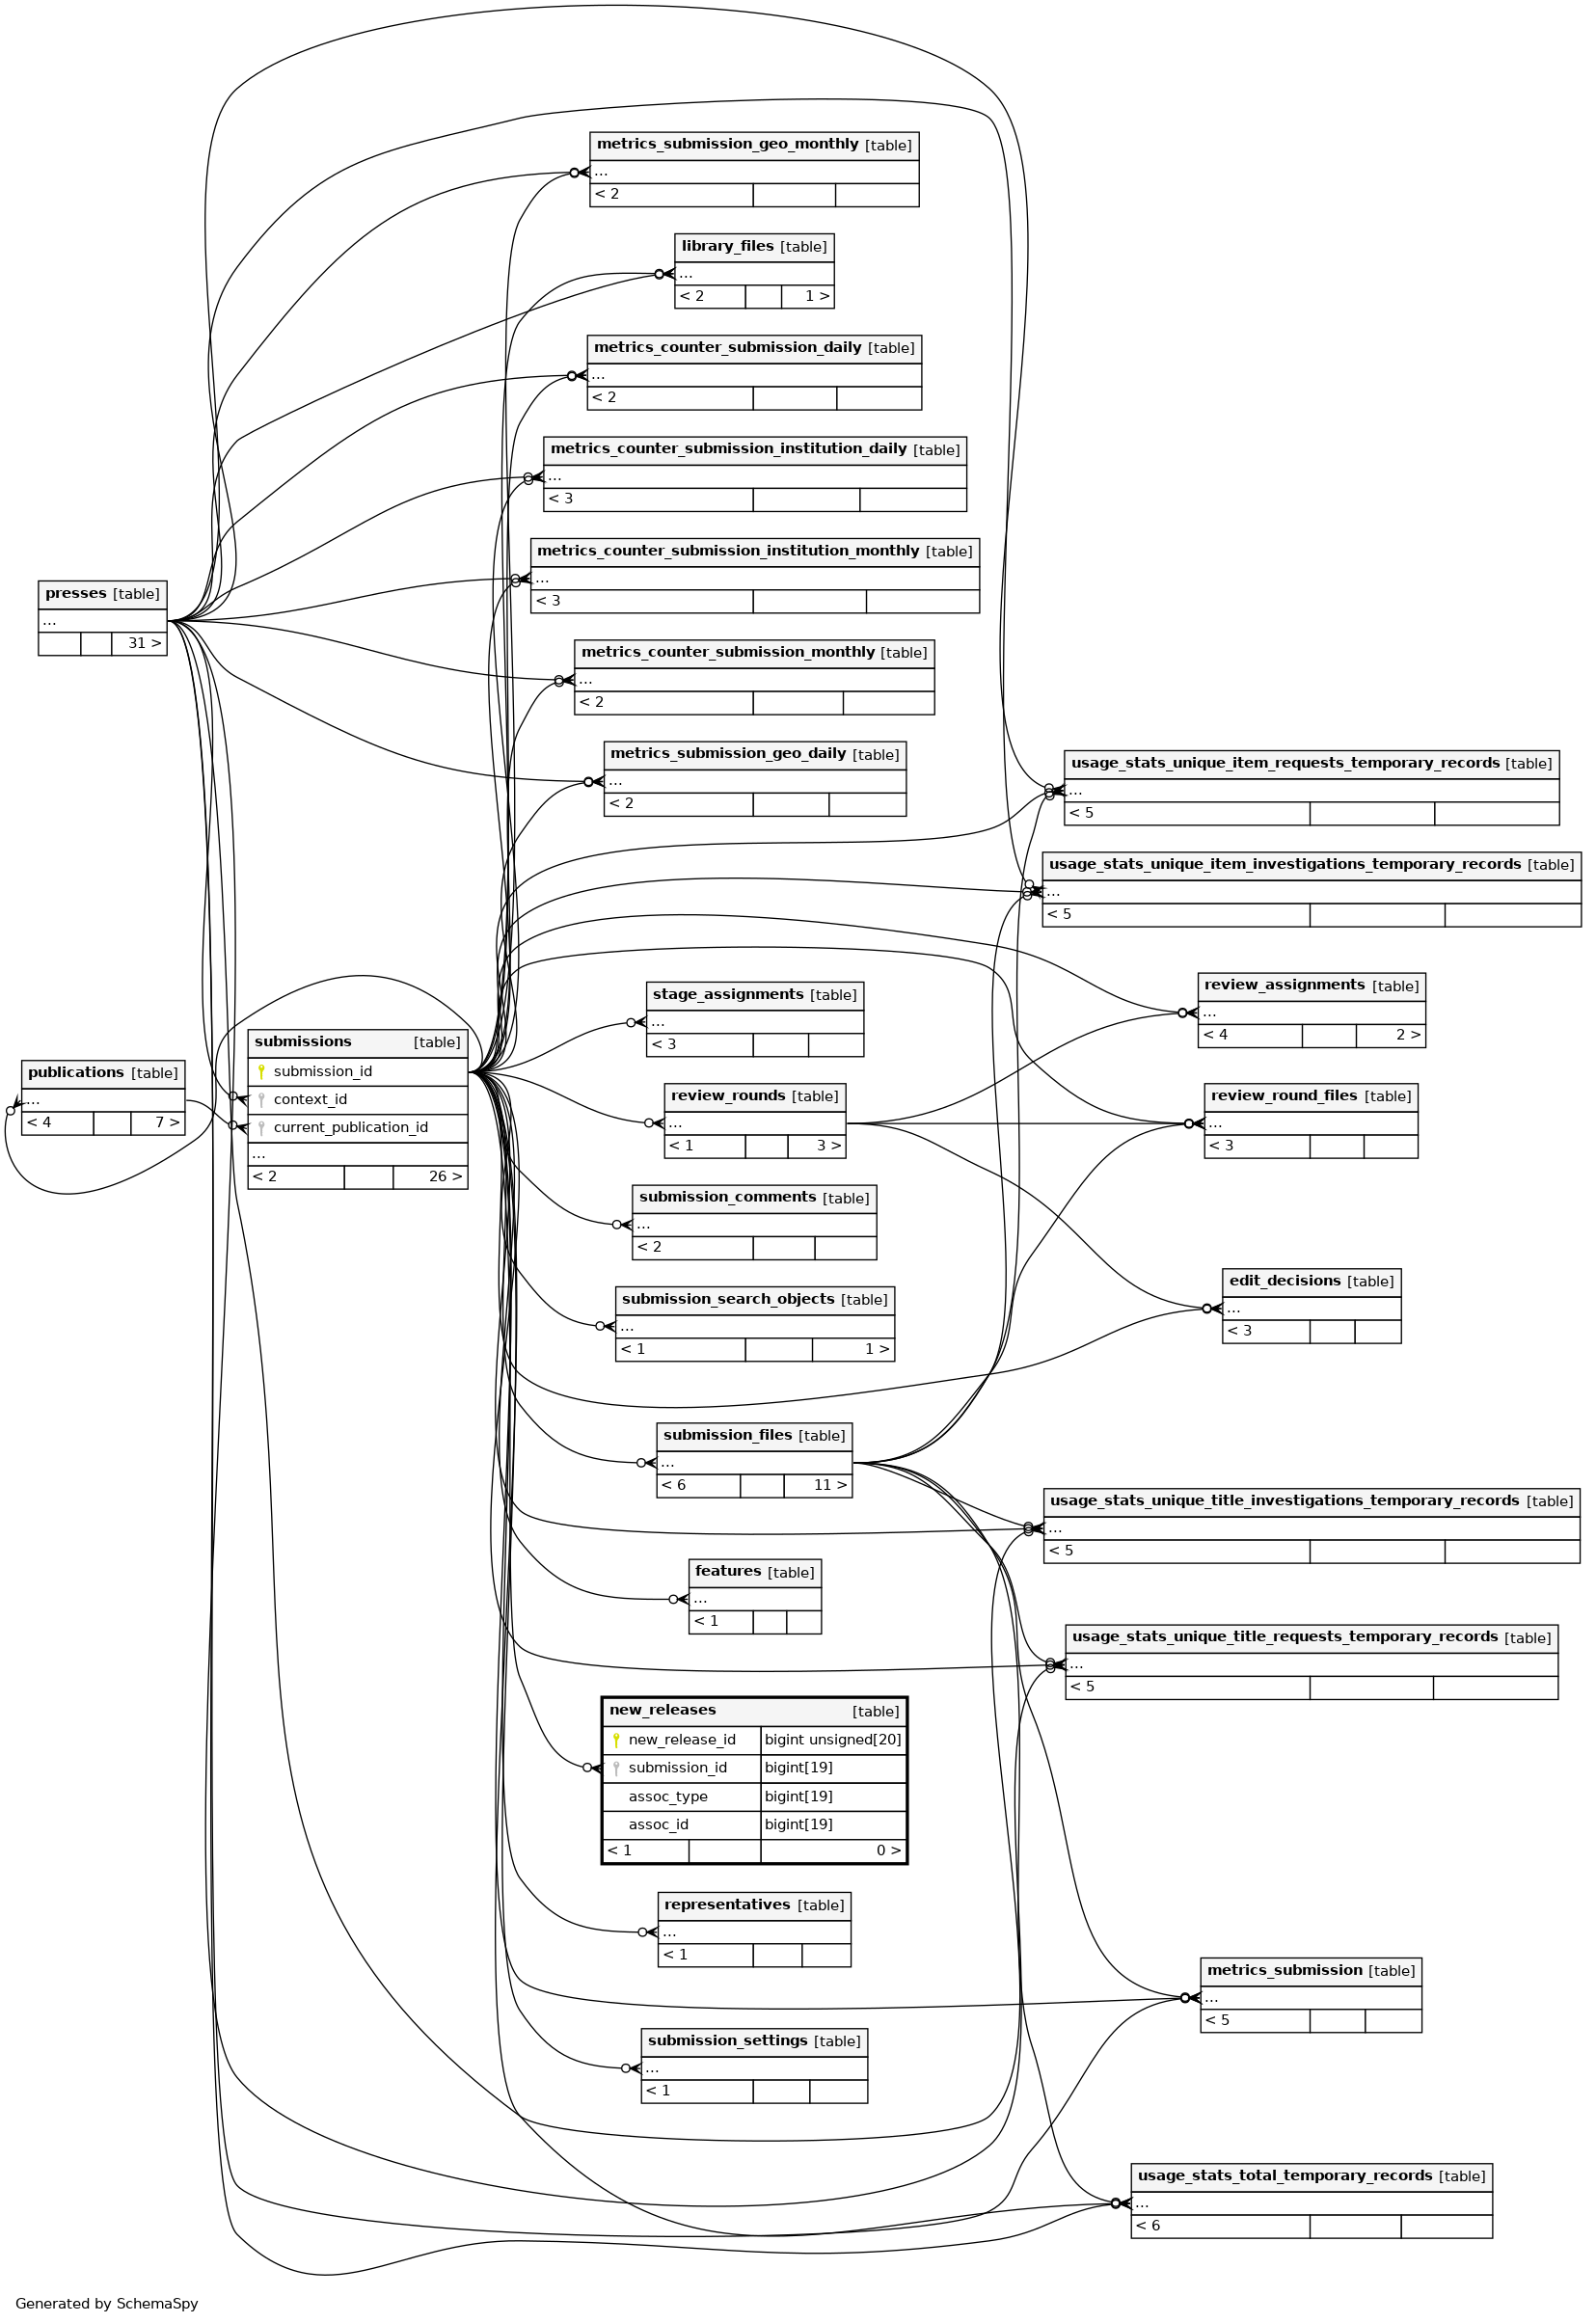 metrics_submission_geo_monthly [table]
...
< 2
library_files [table]
...
< 2 1 >
metrics_counter_submission_daily [table]
...
< 2
metrics_counter_submission_institution_daily [table]
...
< 3
metrics_counter_submission_institution_monthly [table]
...
< 3
presses [table]
...
31 >
metrics_counter_submission_monthly [table]
...
< 2
metrics_submission_geo_daily [table]
...
< 2
usage_stats_unique_item_requests_temporary_records [table]
...
< 5
usage_stats_unique_item_investigations_temporary_records [table]
...
< 5
stage_assignments [table]
...
< 3
review_assignments [table]
...
< 4 2 >
submissions [table]
submission_id
context_id
current_publication_id
...
< 2 26 >
publications [table]
...
< 4 7 >
review_rounds [table]
...
< 1 3 >
review_round_files [table]
...
< 3
submission_comments [table]
...
< 2
edit_decisions [table]
...
< 3
submission_search_objects [table]
...
< 1 1 >
submission_files [table]
...
< 6 11 >
usage_stats_unique_title_investigations_temporary_records [table]
...
< 5
features [table]
...
< 1
usage_stats_unique_title_requests_temporary_records [table]
...
< 5
new_releases [table]
new_release_id bigint unsigned[20]
submission_id bigint[19]
assoc_type bigint[19]
assoc_id bigint[19]
< 1 0 >
representatives [table]
...
< 1
metrics_submission [table]
...
< 5
submission_settings [table]
...
< 1
usage_stats_total_temporary_records [table]
...
< 6
Generated by SchemaSpy